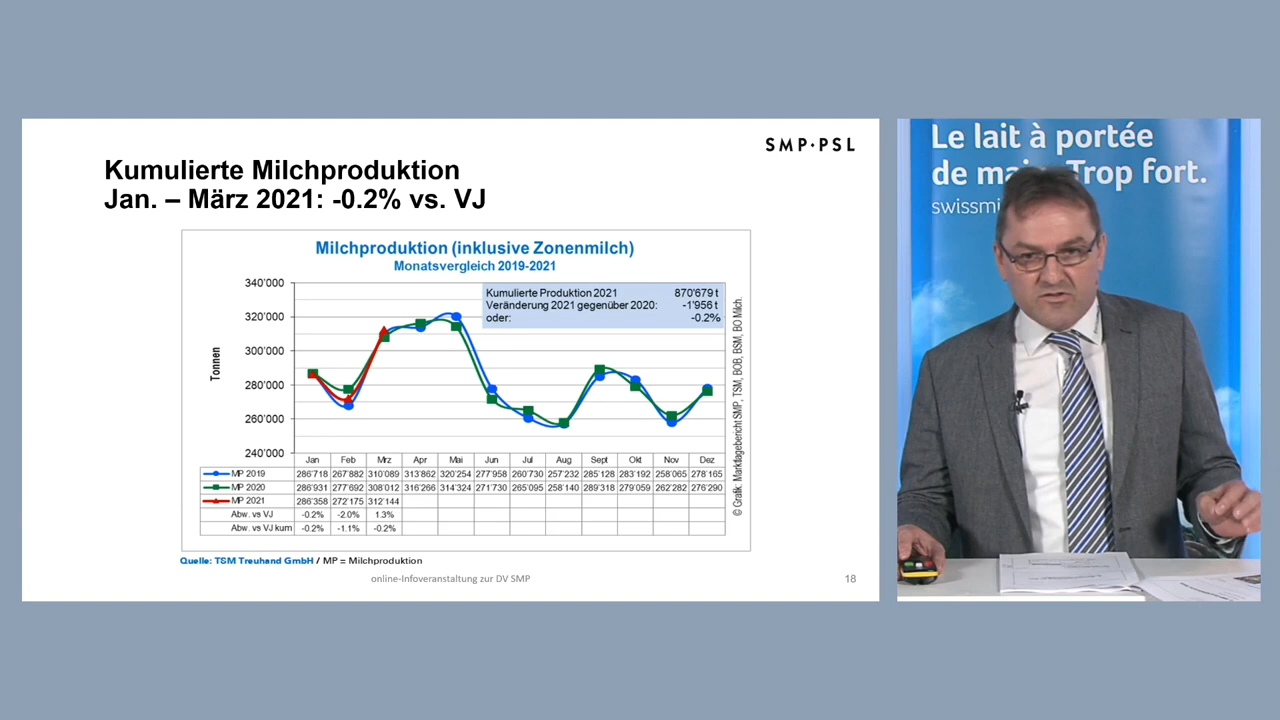 SMP·PSL
Kumulierte Milchproduktion
Jan. – März 2021: -0.2% vs. VJ
Milchproduktion (inklusive Zonenmilch)
Monatsvergleich 2019-2021
Kumulierte Produktion 2021 870'679 t
Veränderung 2021 gegenüber 2020: -1'956 t
oder: -0.2%
Tonnen
340'000
320'000
300'000
280'000
260'000
240'000
Jan Feb Mrz Apr Mai Jun Jul Aug Sept Okt Nov Dez
MP 2019 286'718 267'882 310'089 313'862 320'254 277'958 260'730 257'232 285'128 283'192 258'065 278'165
MP 2020 286'931 277'692 308'012 316'266 314'324 271'730 265'095 258'140 289'318 279'059 262'282 276'290
MP 2021 286'358 272'175 312'144
Abw. vs VJ -0.2% -2.0% 1.3%
Abw. vs VJ kum -0.2% -1.1% -0.2%
© Grafik: MarktlageberichtSMP, TSM, BOB, BSM, BO Milch.
Quelle: TSM Treuhand GmbH / MP = Milchproduktion
online-Infoveranstaltung zur DV SMP
18
Le lait à portée
de main. Trop fort.
swissmi